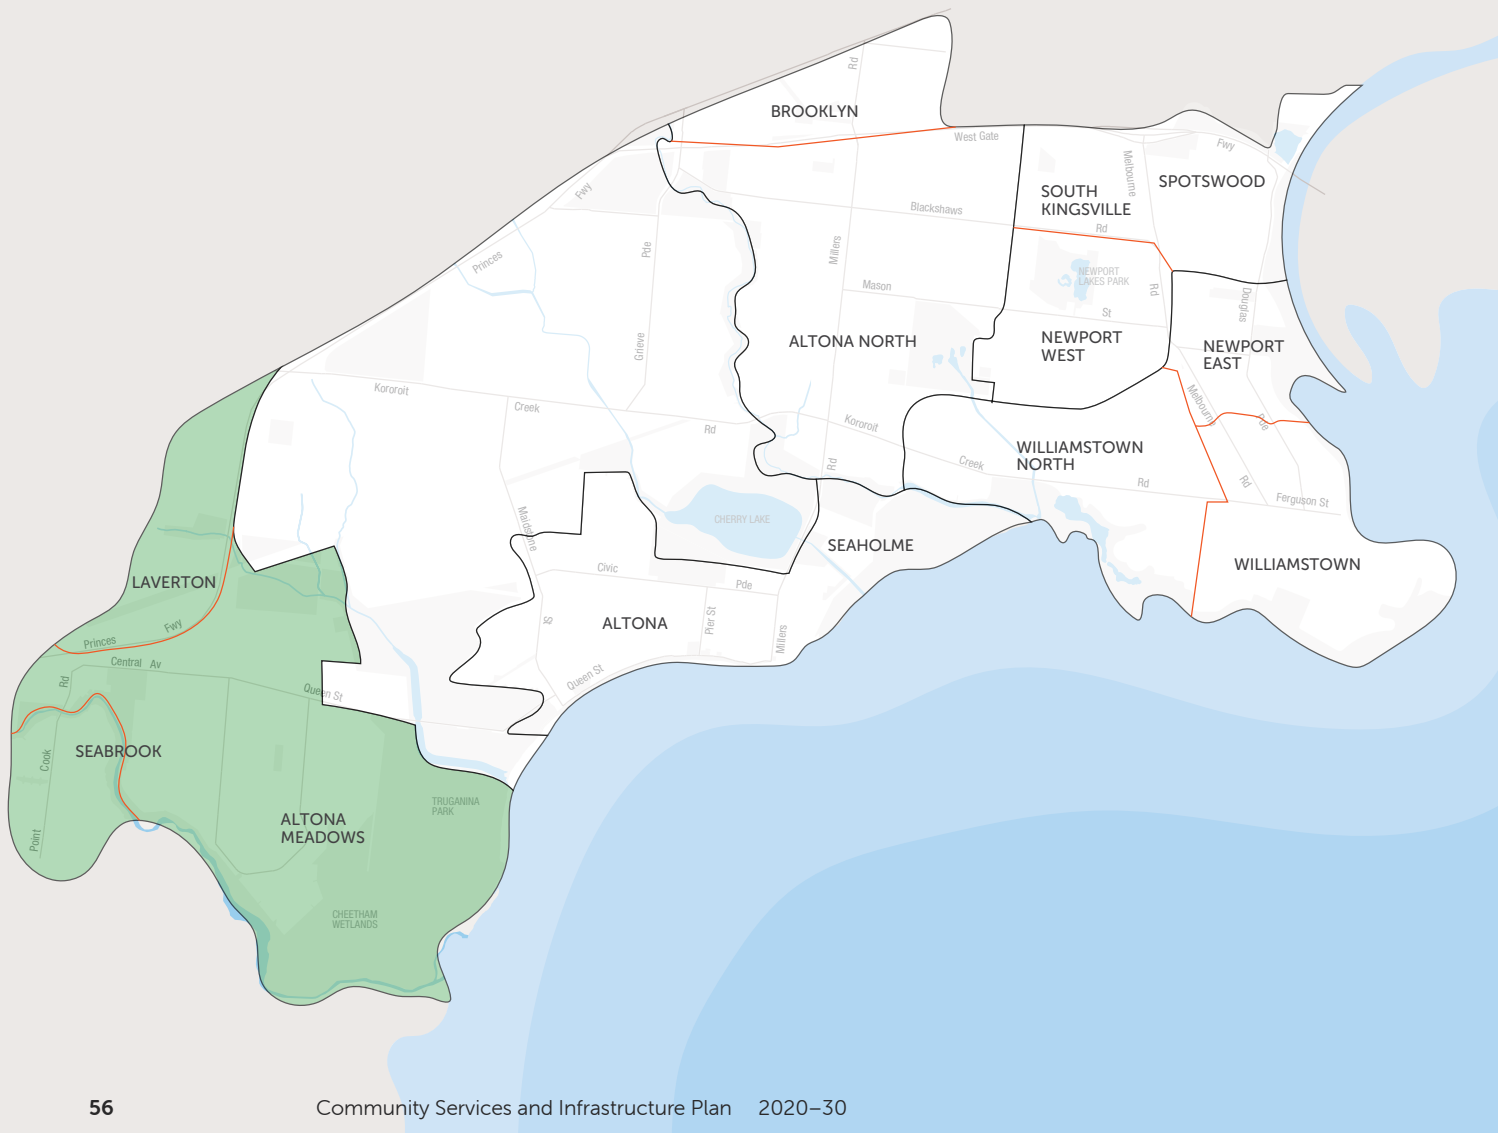 BROOKLYN
Rd
West Gate
Fwy
Melbourne
SPOTSWOOD
SOUTH
KINGSVILLE
Blackshaws
Rd
Fwy
Princes
Pde
Millers
NEWPORT
LAKES PARK
Rd
Mason
St
Douglas
Grieve
ALTONA NORTH
NEWPORT
WEST
NEWPORT
EAST
Kororoit
Creek
Rd
Kororoit
Creek
Rd
Rd
Melbourne
Pde
Rd
WILLIAMSTOWN
NORTH
Ferguson St
Maidstone
St
CHERRY LAKE
SEAHOLME
WILLIAMSTOWN
Civic
Pde
LAVERTON
ALTONA
Pier St
Millers
Princes
Fwy
Central Av
Rd
Queen St
Queen St
SEABROOK
Cook
Point
ALTONA
MEADOWS
TRUGANINA
PARK
CHEETHAM
WETLANDS
56
Community Services and Infrastructure Plan 2020–30